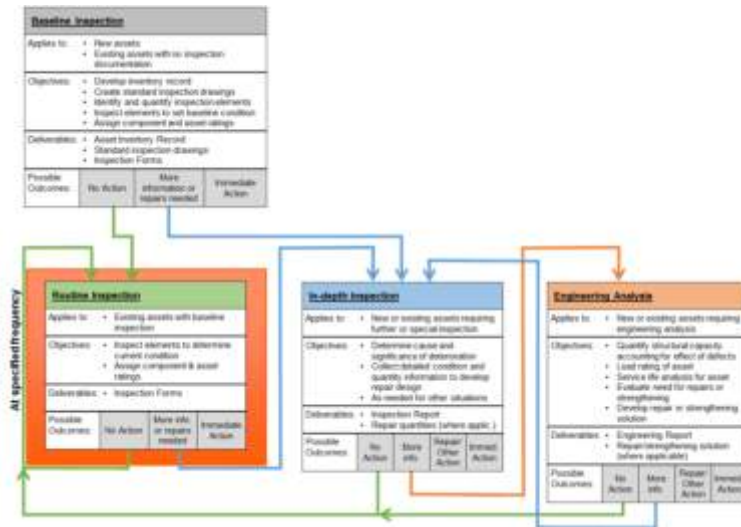 Baseline Inspection
Applies to: • New assets
• Existing assets with no inspection
documentation
Objectives: • Develop inventory record
• Create standard inspection drawings
• Identify and quantify inspection elements
• Inspect elements to set baseline condition
• Assign component and asset ratings
Deliverables: • Asset Inventory Record
• Standard inspection drawings
• Inspection Forms
Possible Outcomes:
No Action
More information or repairs needed
Immediate Action
At specified frequency
Routine Inspection
Applies to: • Existing assets with baseline
inspection
Objectives: • Inspect elements to determine
current condition
• Assign component & asset
ratings
Deliverables: • Inspection Forms
Possible Outcomes:
No Action
More info or repairs needed
Immediate Action
In-depth Inspection
Applies to: • New or existing assets requiring
further or special inspection
Objectives: • Determine cause and
significance of deterioration
• Collect detailed condition and
quantity information to develop
repair design
• As needed for other situations
Deliverables: • Inspection Report
• Repair quantities (where applic.)
Possible Outcomes:
No Action
More info.
Repair/ Other Action
Immed. Action
Engineering Analysis
Applies to: • New or existing assets requiring
engineering analysis
Objectives: • Quantify structural capacity
accounting for effect of defects
• Load rating of asset
• Service life analysis for asset
• Evaluate need for repairs or
strengthening
• Develop repair or strengthening
solution
Deliverables: • Engineering Report
• Repair/strengthening solution
(where applicable)
Possible Outcomes:
No Action
More info.
Repair/ Other Action
Action